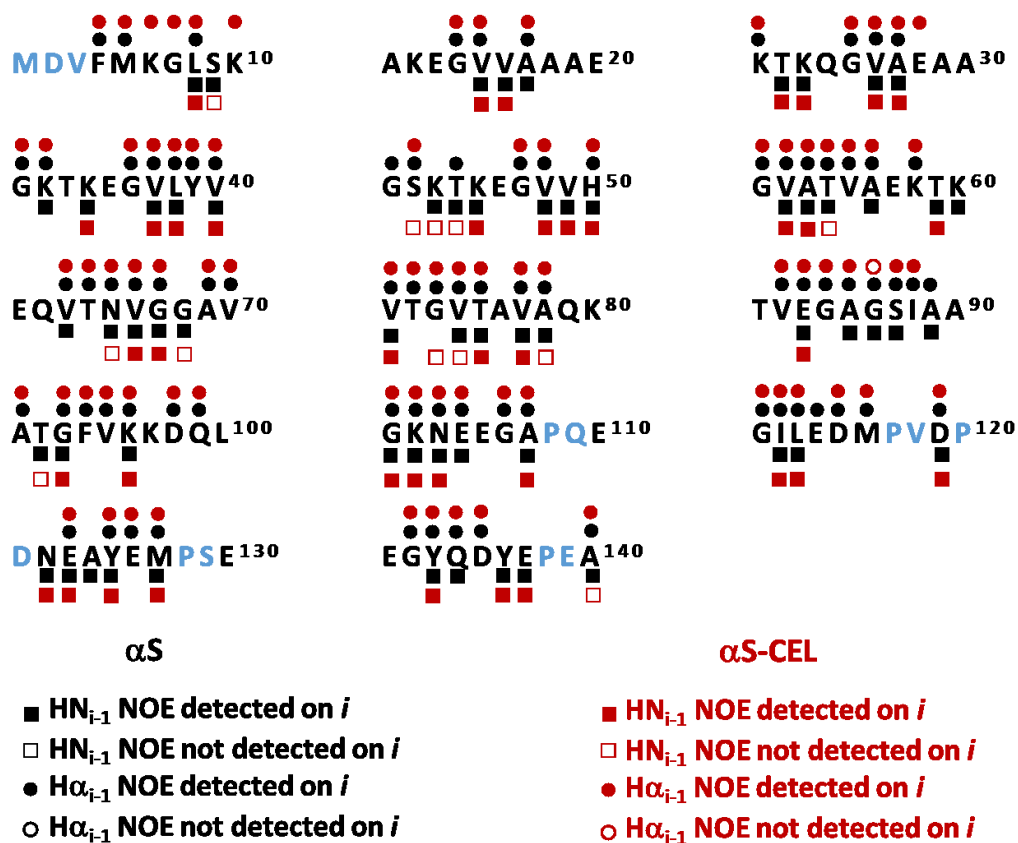 MDVFMKGLSK10 AKEGVVAAAE20 KTKQGVAEAA30
GKTKEGVLYV40 GSKTKEGVVH50 GVATVAEKTK60
EQVTNVGGAV70 VTGVTAVAQK80 TVEGAGSIAA90
ATGFVKKDQL100 GKNEEGAPQE110 GILEDMPVDP120
DNEAYEMPSE130 EGYQDYEPEA140
αS αS-CEL
HNi-1 NOE detected on i HNi-1 NOE detected on i
HNi-1 NOE not detected on i HNi-1 NOE not detected on i
Hαi-1 NOE detected on i Hαi-1 NOE detected on i
Hαi-1 NOE not detected on i Hαi-1 NOE not detected on i